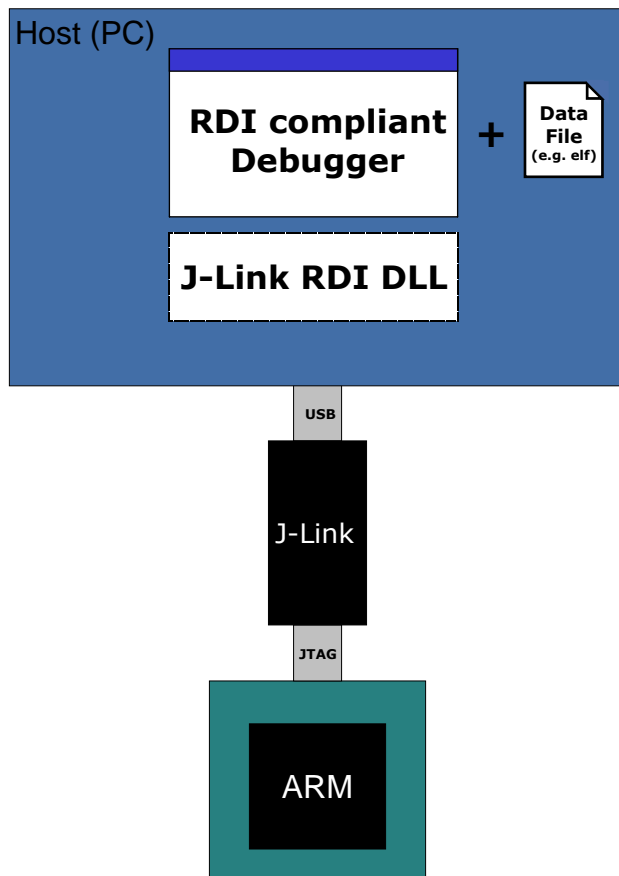 Host (PC)
RDI compliant
Debugger
+
Data
File
(e.g. elf)
J-Link RDI DLL
USB
J-Link
JTAG
ARM